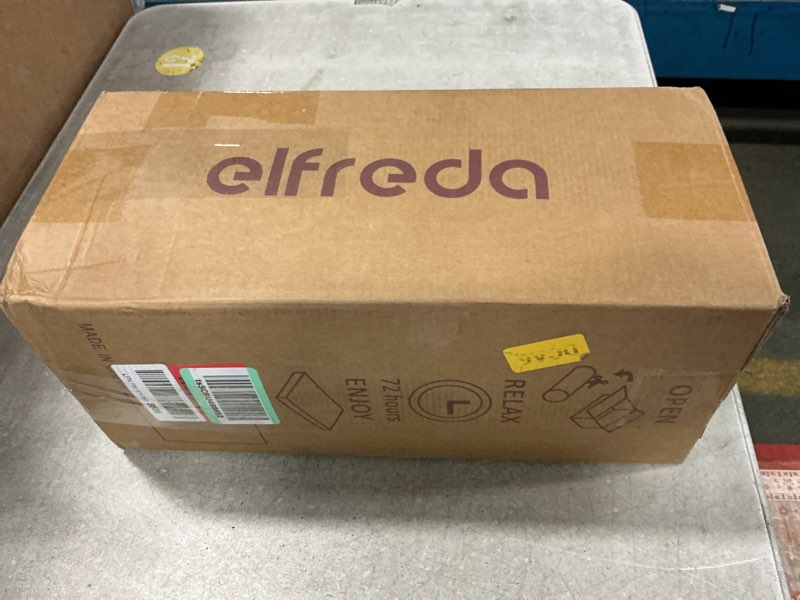 elfreda
OPEN
RELAX
72 hours
ENJOY
MADE IN